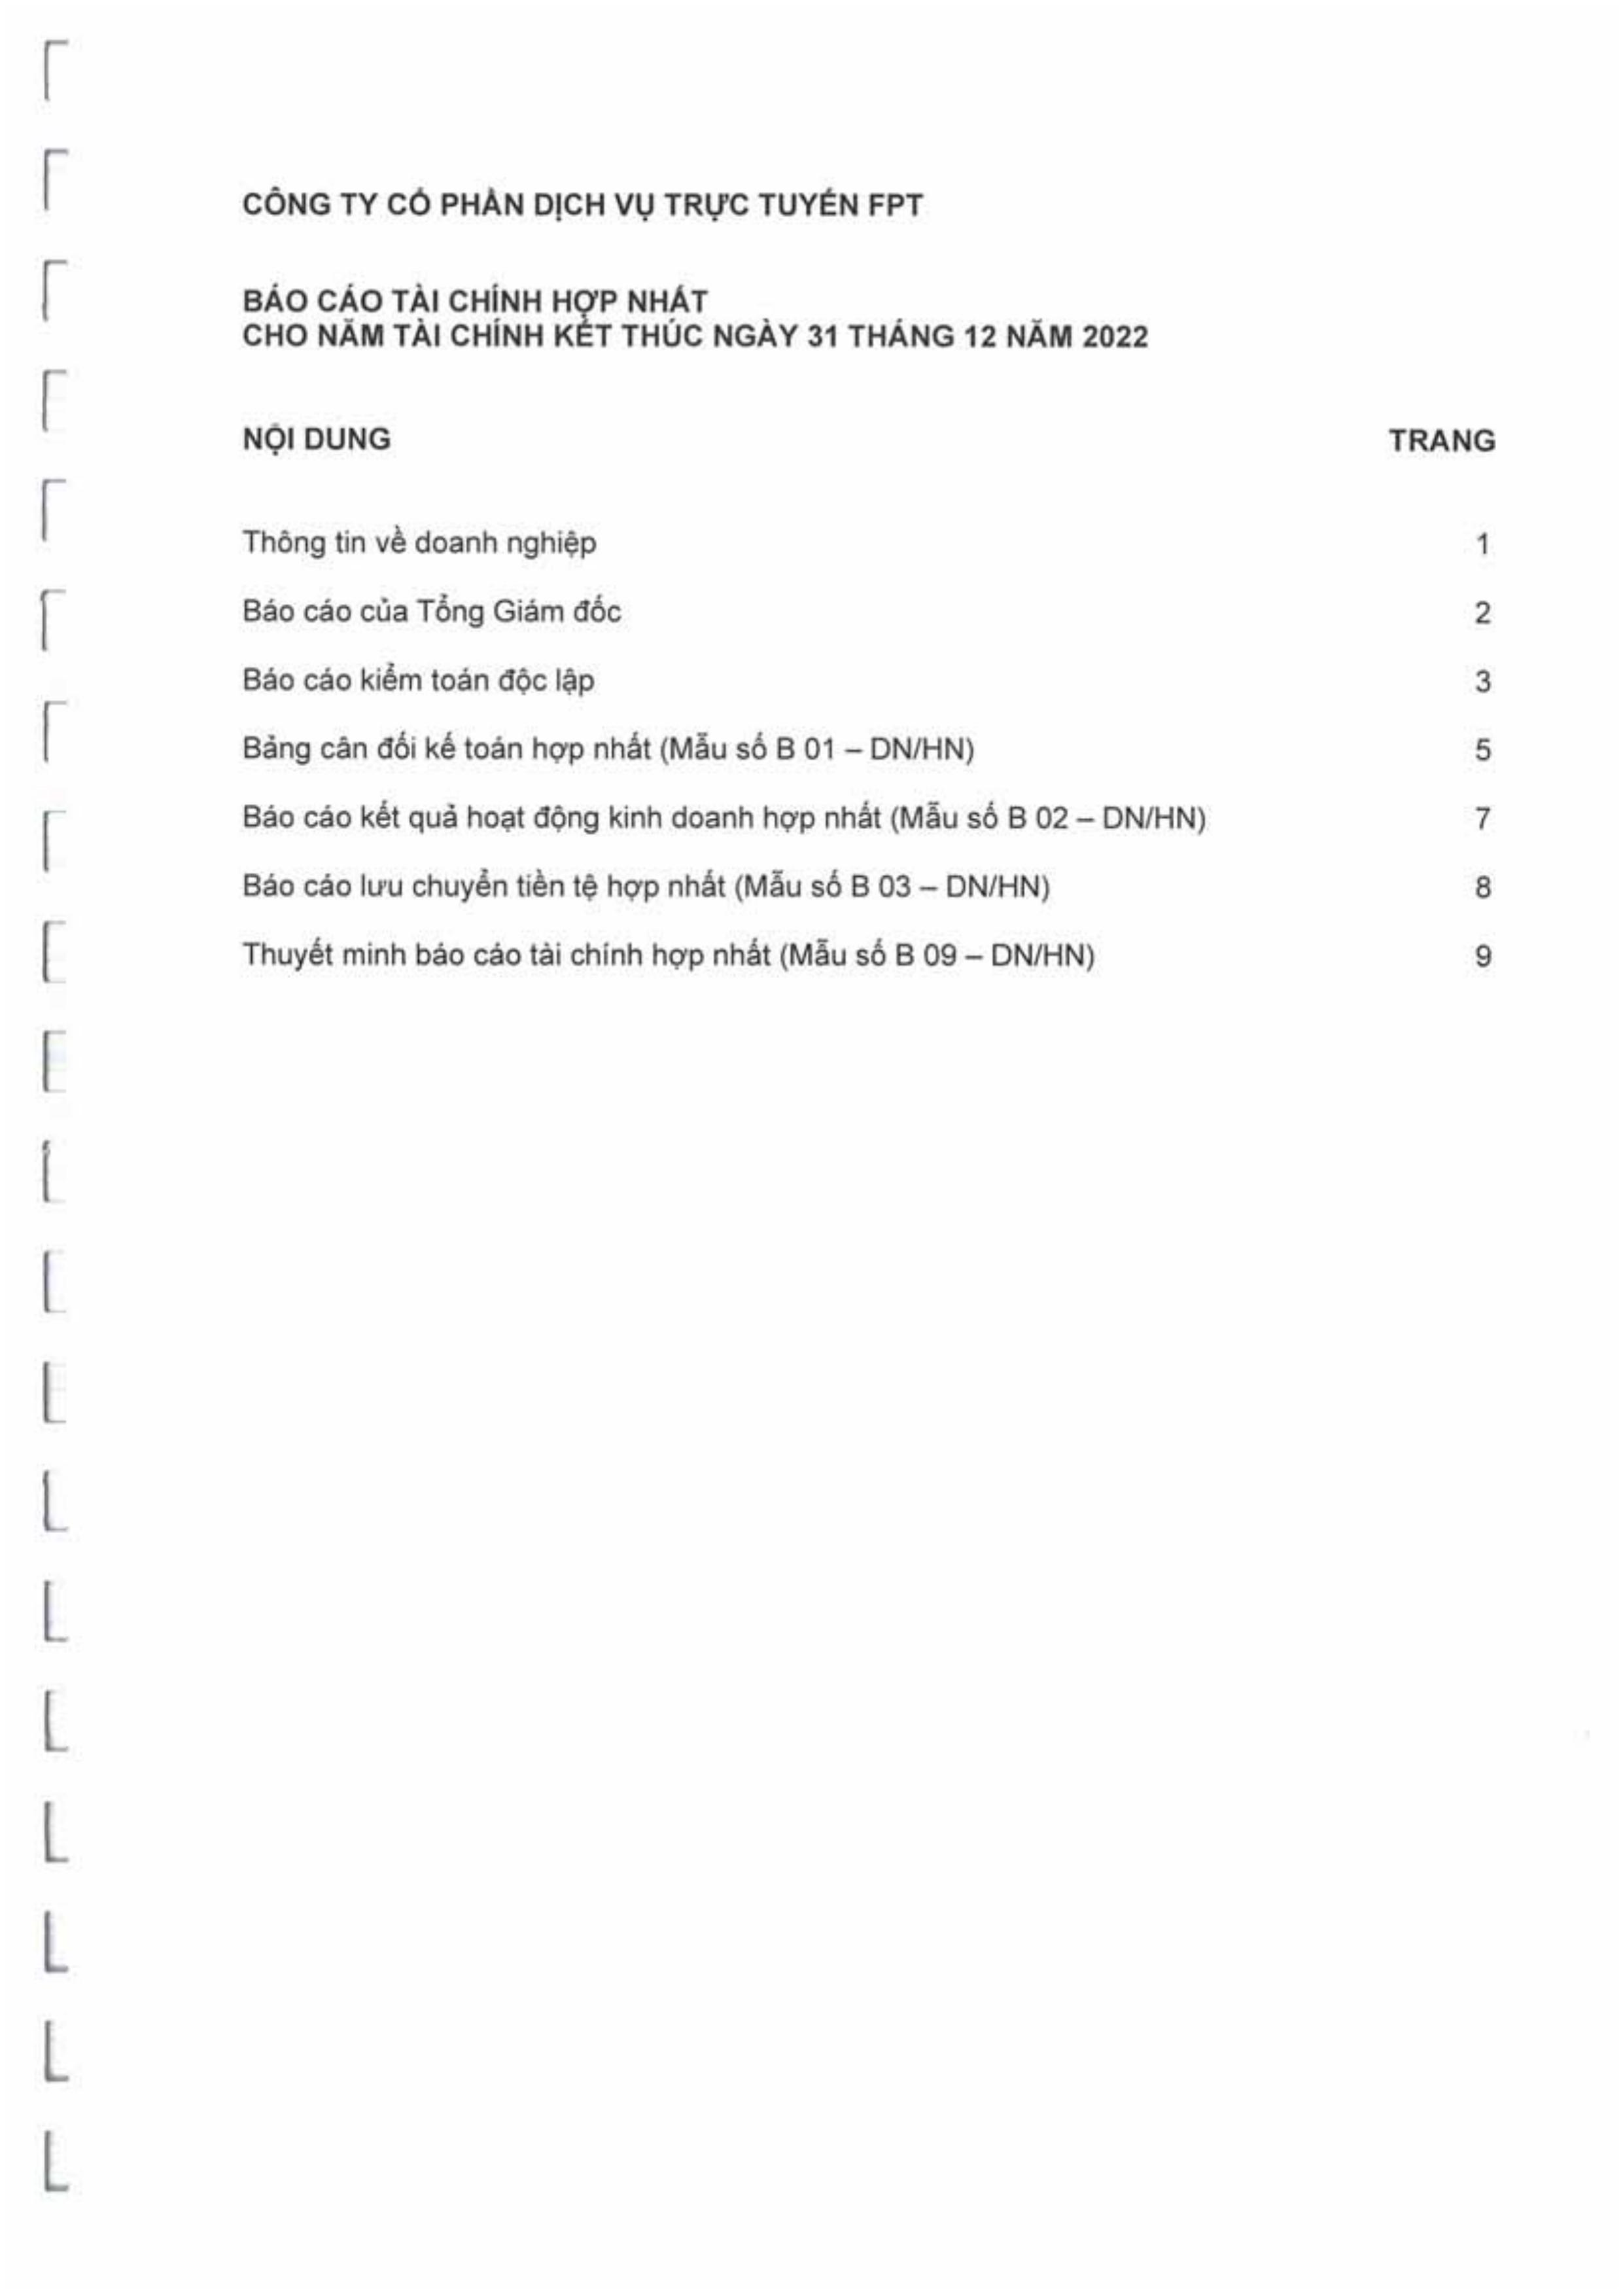 CÔNG TY CỔ PHẦN DỊCH VỤ TRỰC TUYẾN FPT
BÁO CÁO TÀI CHÍNH HỢP NHẤT
CHO NĂM TÀI CHÍNH KẾT THÚC NGÀY 31 THÁNG 12 NĂM 2022
NỘI DUNG TRANG
Thông tin về doanh nghiệp 1
Báo cáo của Tổng Giám đốc 2
Báo cáo kiểm toán độc lập 3
Bảng cân đối kế toán hợp nhất (Mẫu số B 01 – DN/HN) 5
Báo cáo kết quả hoạt động kinh doanh hợp nhất (Mẫu số B 02 – DN/HN) 7
Báo cáo lưu chuyển tiền tệ hợp nhất (Mẫu số B 03 – DN/HN) 8
Thuyết minh báo cáo tài chính hợp nhất (Mẫu số B 09 – DN/HN) 9